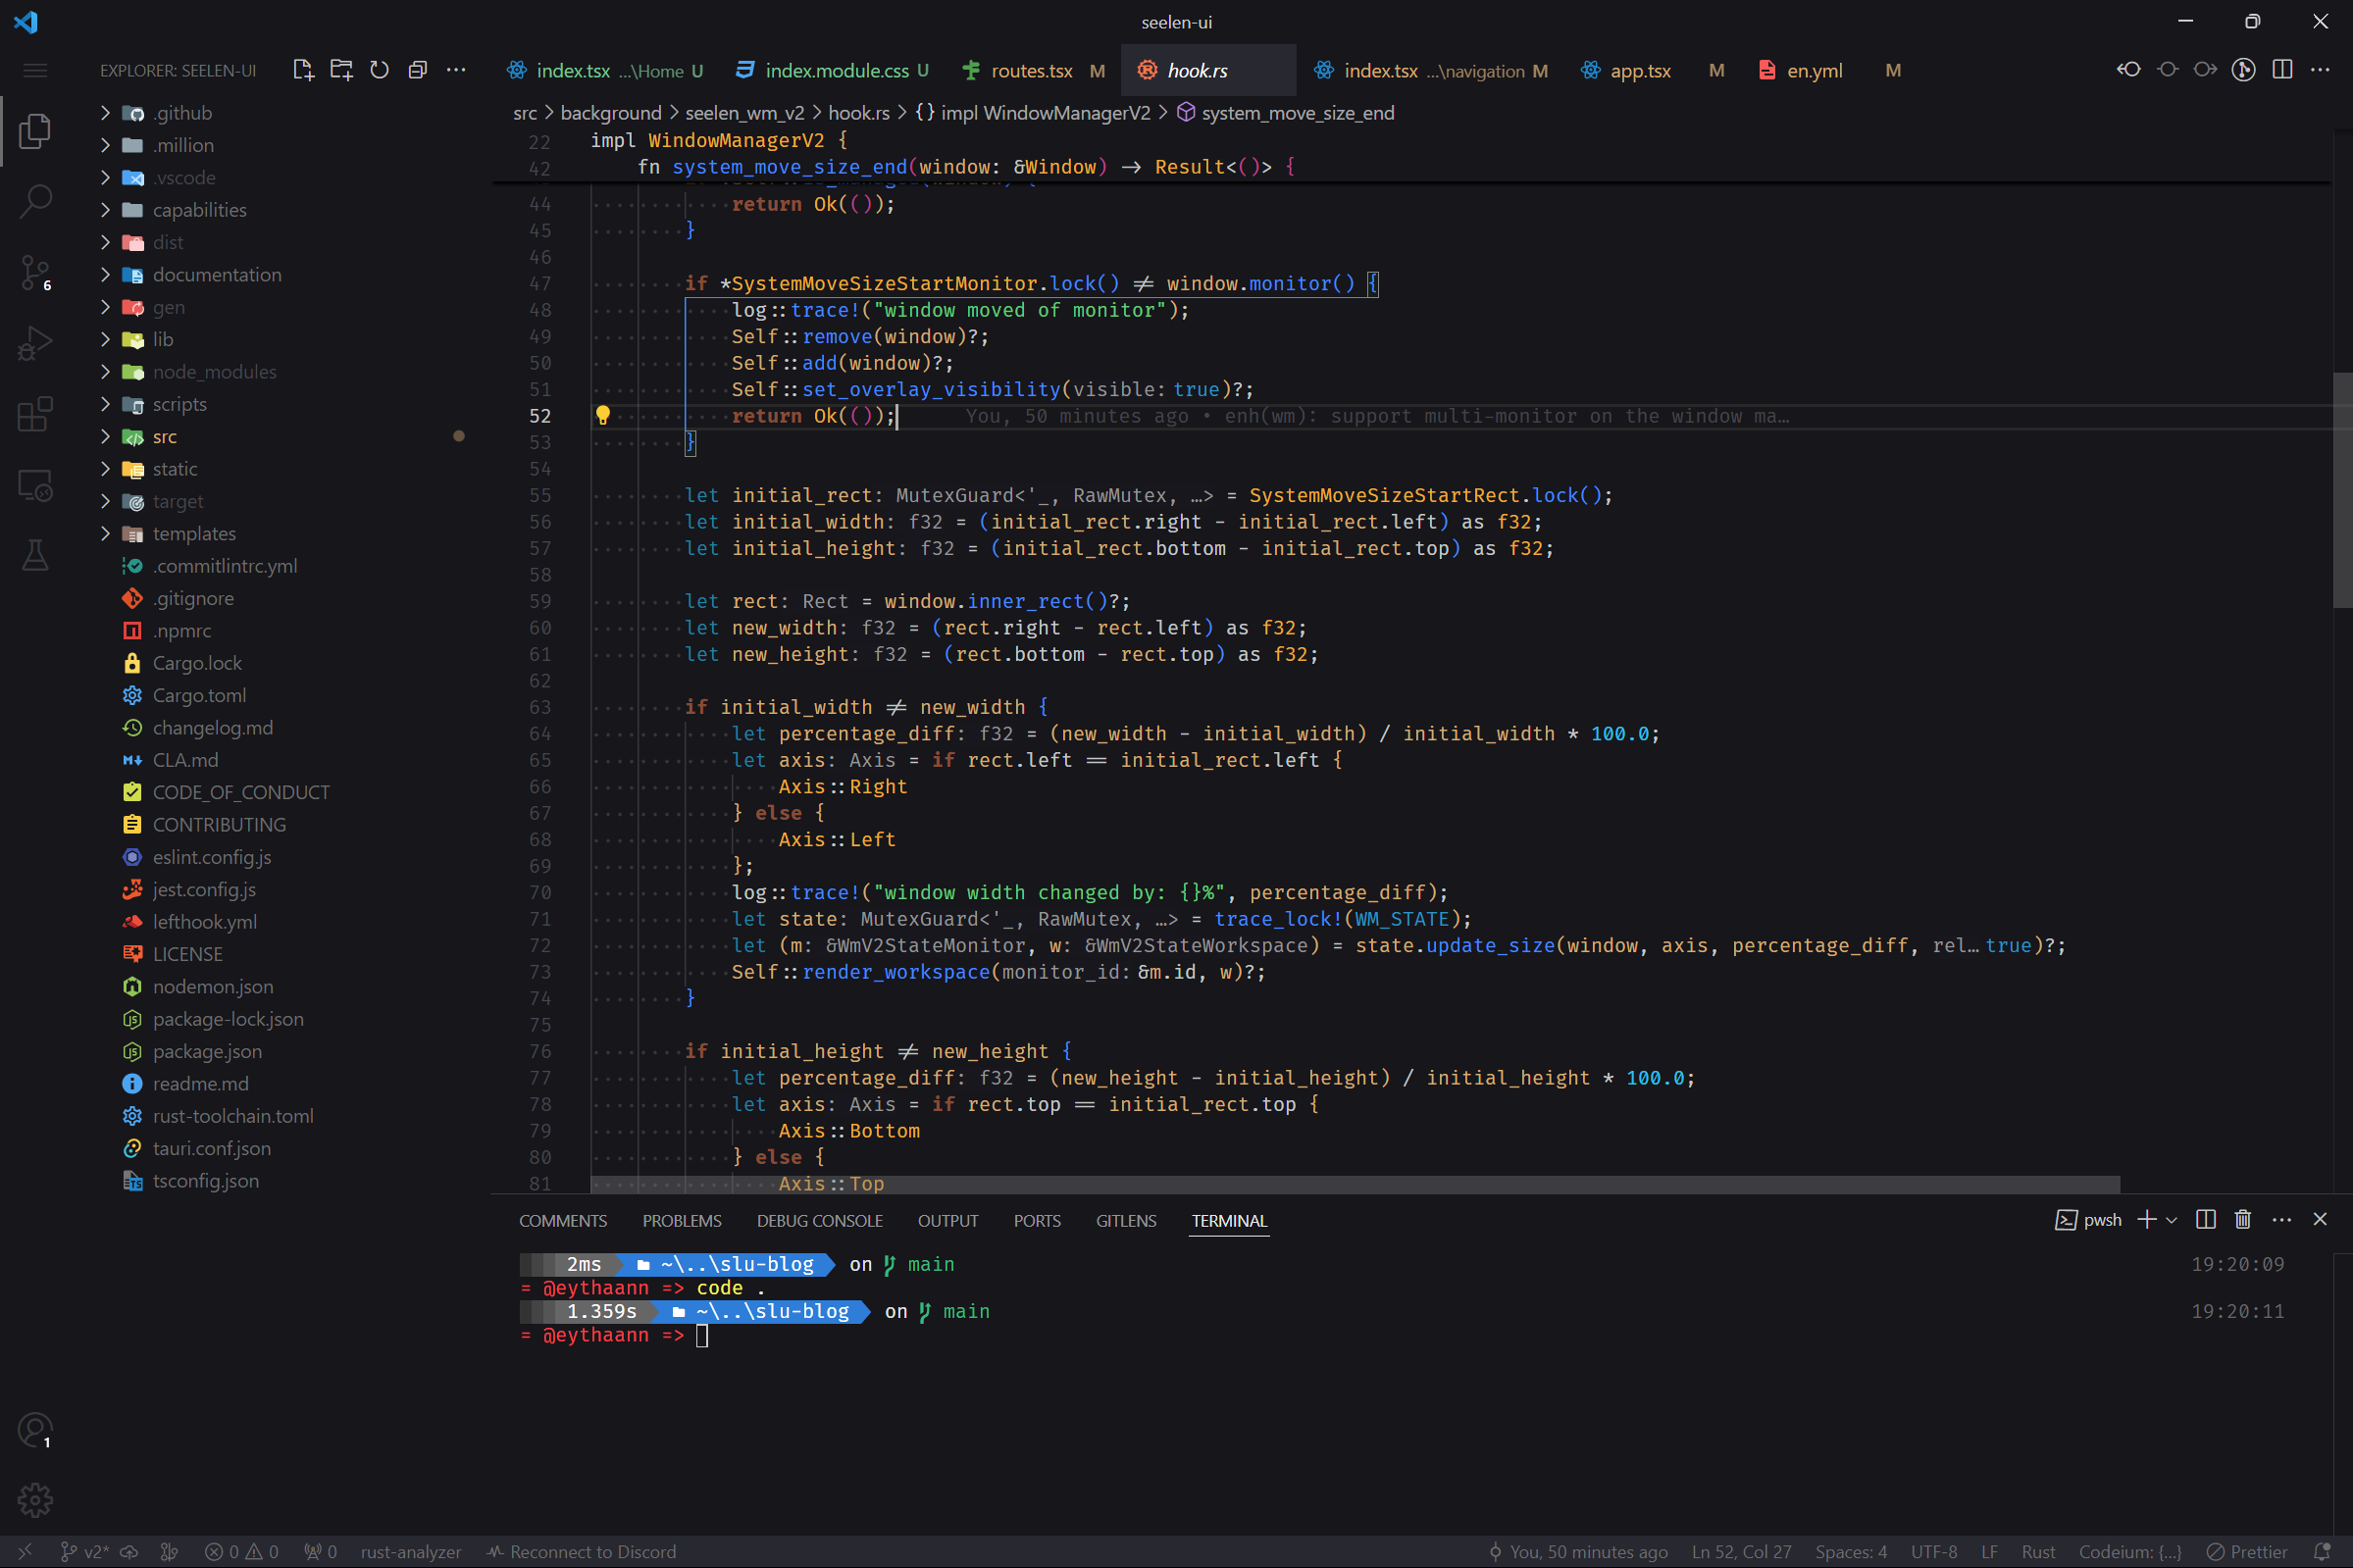 seelen-ui
EXPLORER: SEELEN-UI
index.tsx ...\Home U
index.module.css U
routes.tsx M
hook.rs
index.tsx ...\navigation M
app.tsx M
en.yml M
src > background > seelen_wm_v2 > hook.rs > {} impl WindowManagerV2 > system_move_size_end
.github
.million
.vscode
capabilities
dist
documentation
gen
lib
node_modules
scripts
src
static
target
templates
.commitlintrc.yml
.gitignore
.npmrc
Cargo.lock
Cargo.toml
changelog.md
CLA.md
CODE_OF_CONDUCT
CONTRIBUTING
eslint.config.js
jest.config.js
lefthook.yml
LICENSE
nodemon.json
package-lock.json
package.json
readme.md
rust-toolchain.toml
tauri.conf.json
tsconfig.json
6
1
22 impl WindowManagerV2 {
42 fn system_move_size_end(window: &Window) -> Result<()> {
44 return Ok(());
45 }
46
47 if *SystemMoveSizeStartMonitor.lock() != window.monitor() {
48 log::trace!("window moved of monitor");
49 Self::remove(window)?;
50 Self::add(window)?;
51 Self::set_overlay_visibility(visible: true)?;
52 return Ok(()); You, 50 minutes ago • enh(wm): support multi-monitor on the window ma…
53 }
54
55 let initial_rect: MutexGuard<'_, RawMutex, …> = SystemMoveSizeStartRect.lock();
56 let initial_width: f32 = (initial_rect.right - initial_rect.left) as f32;
57 let initial_height: f32 = (initial_rect.bottom - initial_rect.top) as f32;
58
59 let rect: Rect = window.inner_rect()?;
60 let new_width: f32 = (rect.right - rect.left) as f32;
61 let new_height: f32 = (rect.bottom - rect.top) as f32;
62
63 if initial_width != new_width {
64 let percentage_diff: f32 = (new_width - initial_width) / initial_width * 100.0;
65 let axis: Axis = if rect.left == initial_rect.left {
66 Axis::Right
67 } else {
68 Axis::Left
69 };
70 log::trace!("window width changed by: {}%", percentage_diff);
71 let state: MutexGuard<'_, RawMutex, …> = trace_lock!(WM_STATE);
72 let (m: &WmV2StateMonitor, w: &WmV2StateWorkspace) = state.update_size(window, axis, percentage_diff, rel… true)?;
73 Self::render_workspace(monitor_id: &m.id, w)?;
74 }
75
76 if initial_height != new_height {
77 let percentage_diff: f32 = (new_height - initial_height) / initial_height * 100.0;
78 let axis: Axis = if rect.top == initial_rect.top {
79 Axis::Bottom
80 } else {
81 Axis::Top
COMMENTS PROBLEMS DEBUG CONSOLE OUTPUT PORTS GITLENS TERMINAL
pwsh
2ms ~\..\slu-blog on main 19:20:09
= @eythaann => code .
1.359s ~\..\slu-blog on main 19:20:11
= @eythaann =>
v2* 0 0 0 rust-analyzer Reconnect to Discord
You, 50 minutes ago Ln 52, Col 27 Spaces: 4 UTF-8 LF Rust Codeium: {...} Prettier